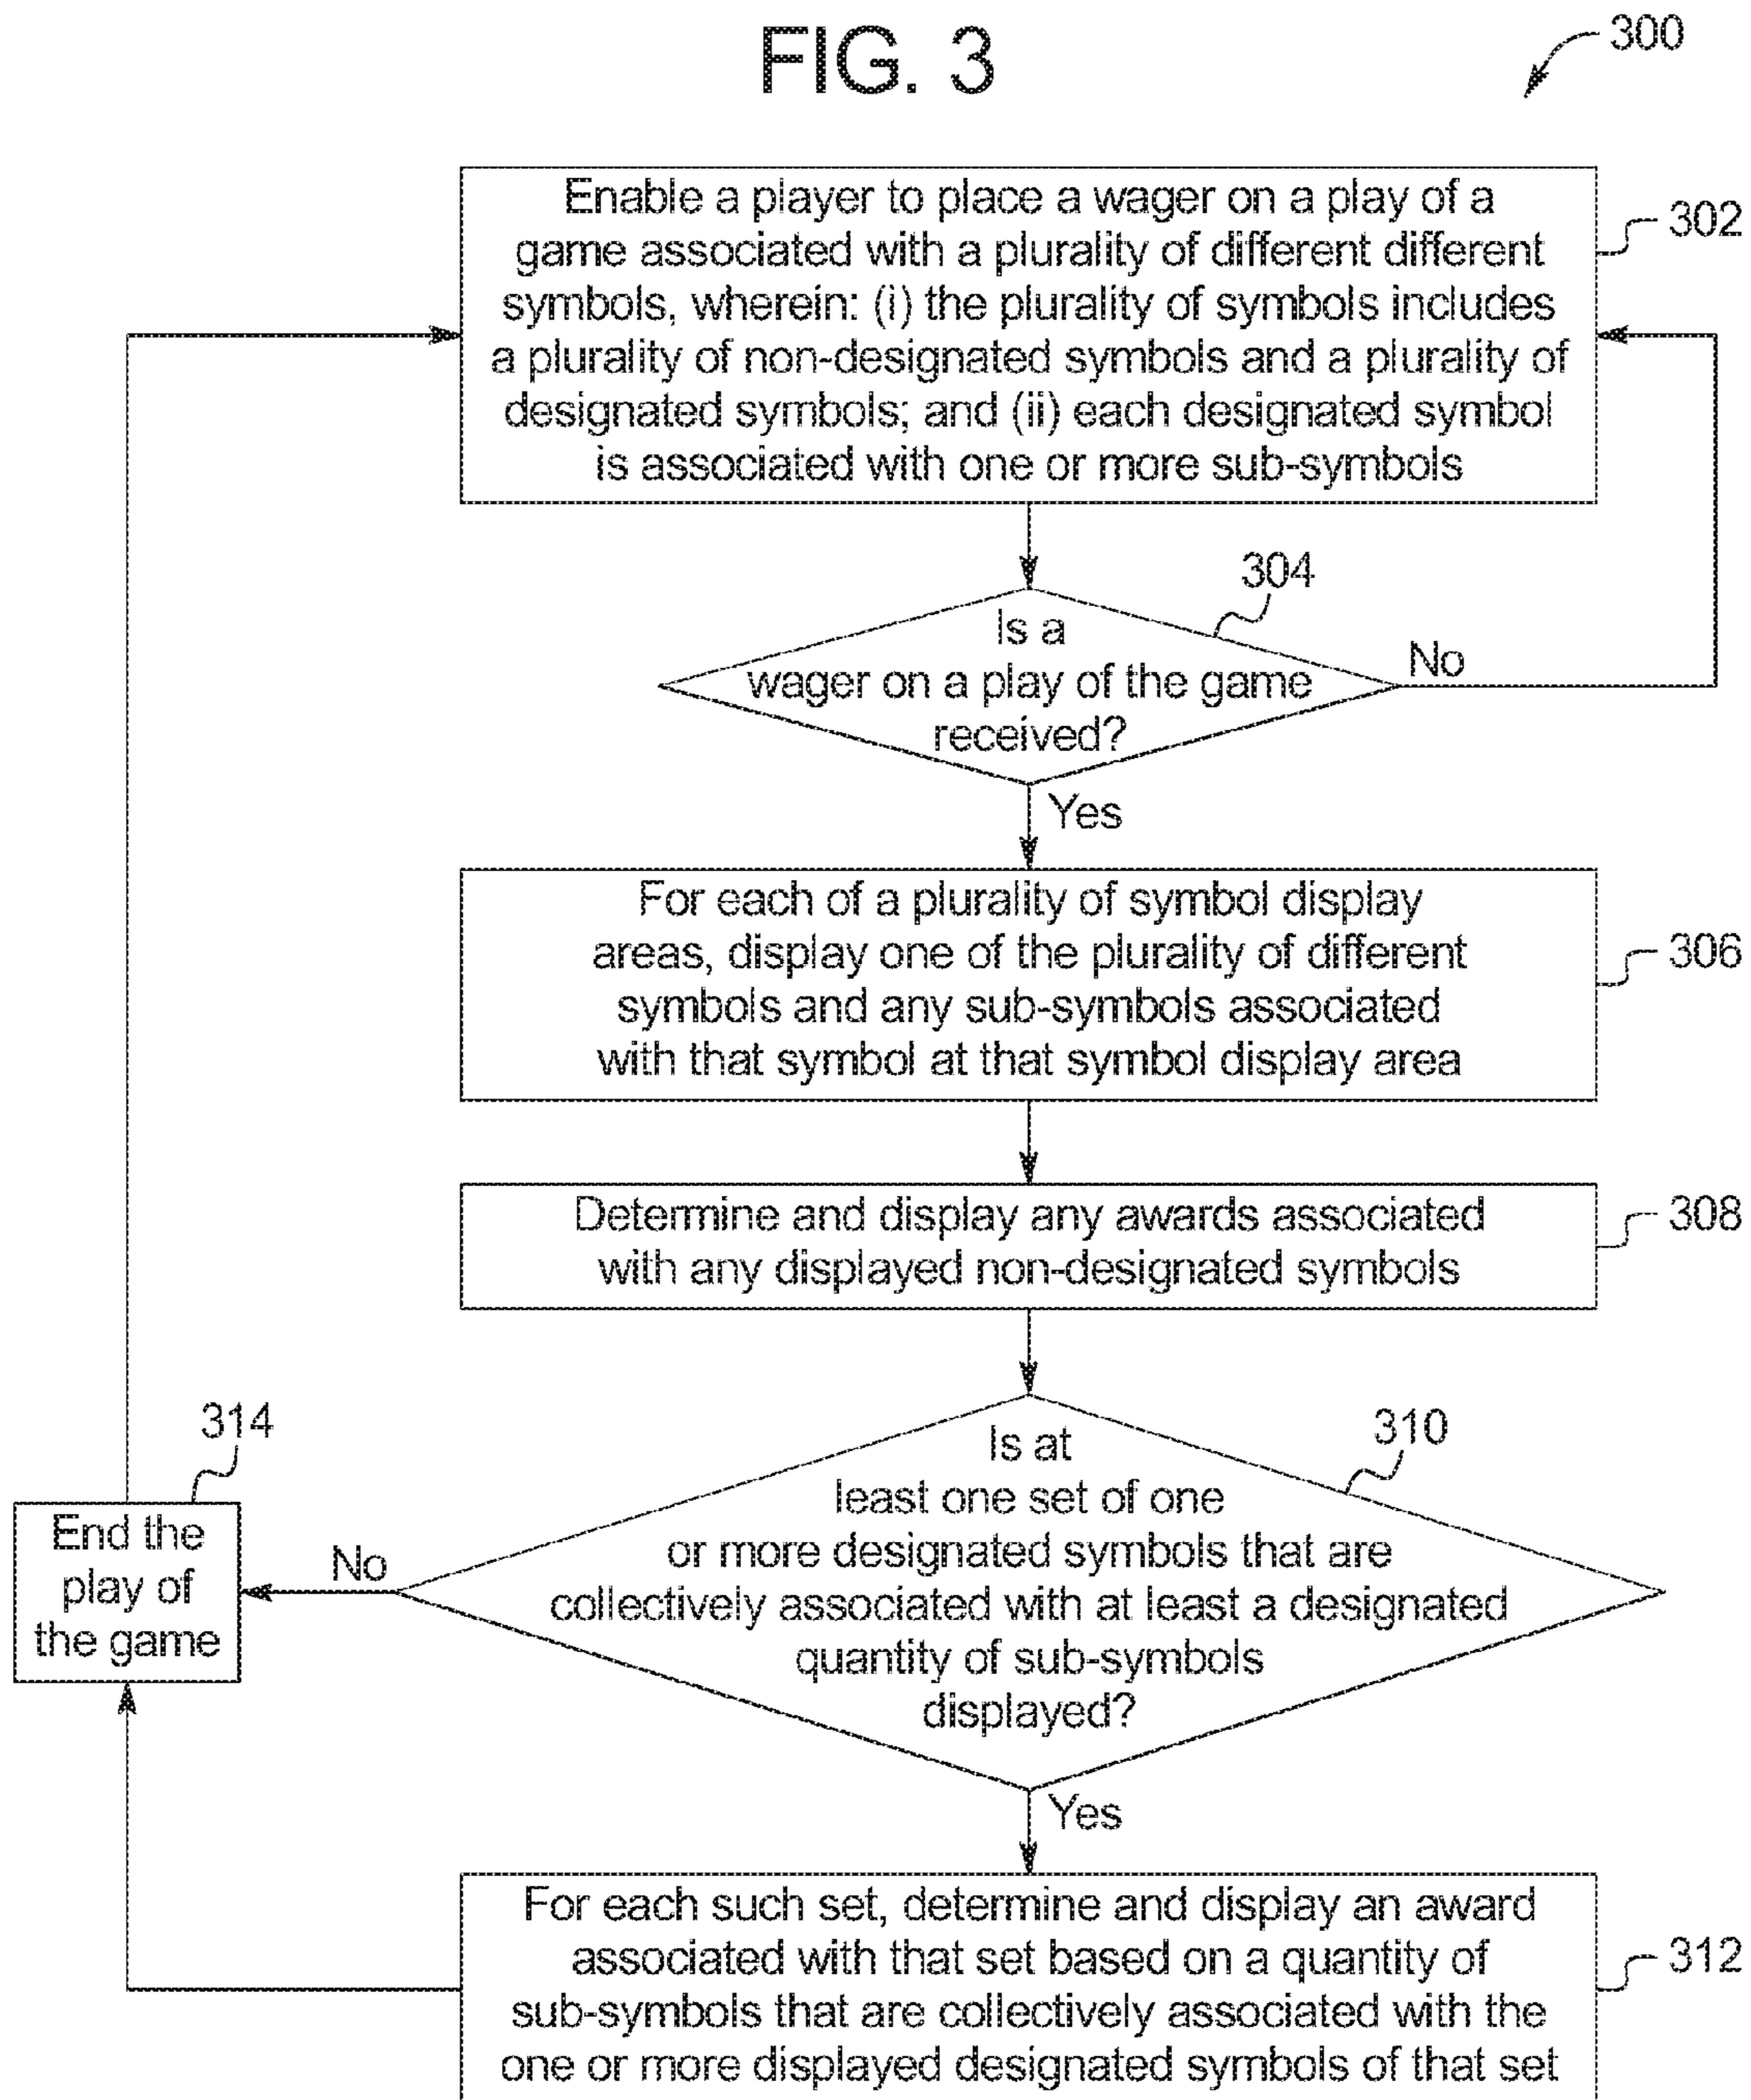 FIG. 3
300
Enable a player to place a wager on a play of a
game associated with a plurality of different different
symbols, wherein: (i) the plurality of symbols includes
a plurality of non-designated symbols and a plurality of
designated symbols; and (ii) each designated symbol
is associated with one or more sub-symbols
302
304
Is a
wager on a play of the game
received?
No
Yes
For each of a plurality of symbol display
areas, display one of the plurality of different
symbols and any sub-symbols associated
with that symbol at that symbol display area
306
Determine and display any awards associated
with any displayed non-designated symbols
308
310
Is at
least one set of one
or more designated symbols that are
collectively associated with at least a designated
quantity of sub-symbols
displayed?
No
314
End the
play of
the game
Yes
For each such set, determine and display an award
associated with that set based on a quantity of
sub-symbols that are collectively associated with the
one or more displayed designated symbols of that set
312